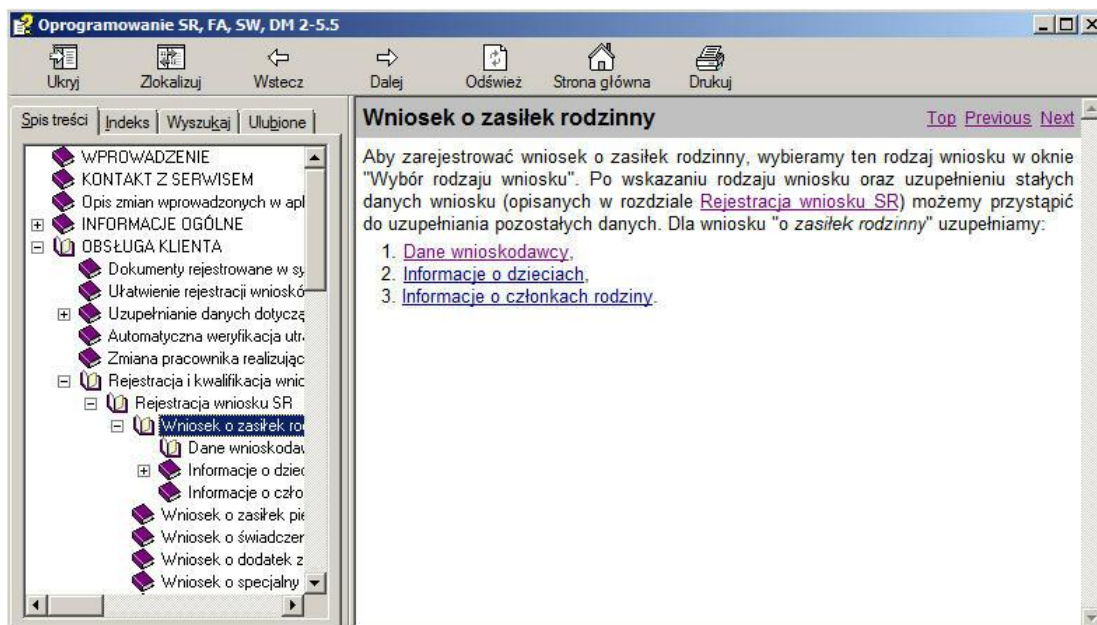 Oprogramowanie SR, FA, SW, DM 2-5.5
Ukryj Zlokalizuj Wstecz Dalej Odśwież Strona główna Drukuj
Spis treści Indeks Wyszukaj Ulubione
WPROWADZENIE
KONTAKT Z SERWISEM
Opis zmian wprowadzonych w apl
INFORMACJE OGÓLNE
OBSŁUGA KLIENTA
Dokumenty rejestrowane w sy
Ułatwienie rejestracji wnioskó
Uzupełnianie danych dotyczą
Automatyczna weryfikacja utr
Zmiana pracownika realizując
Rejestracja i kwalifikacja wnio
Rejestracja wniosku SR
Wniosek o zasiłek ro
Dane wnioskodaw
Informacje o dziec
Informacje o czło
Wniosek o zasiłek pie
Wniosek o świadczer
Wniosek o dodatek z
Wniosek o specjalny
Wniosek o zasiłek rodzinny
Top Previous Next
Aby zarejestrować wniosek o zasiłek rodzinny, wybieramy ten rodzaj wniosku w oknie
"Wybór rodzaju wniosku". Po wskazaniu rodzaju wniosku oraz uzupełnieniu stałych
danych wniosku (opisanych w rozdziale Rejestracja wniosku SR) możemy przystąpić
do uzupełniania pozostałych danych. Dla wniosku "o zasiłek rodzinny" uzupełniamy:
1. Dane wnioskodawcy,
2. Informacje o dzieciach,
3. Informacje o członkach rodziny.